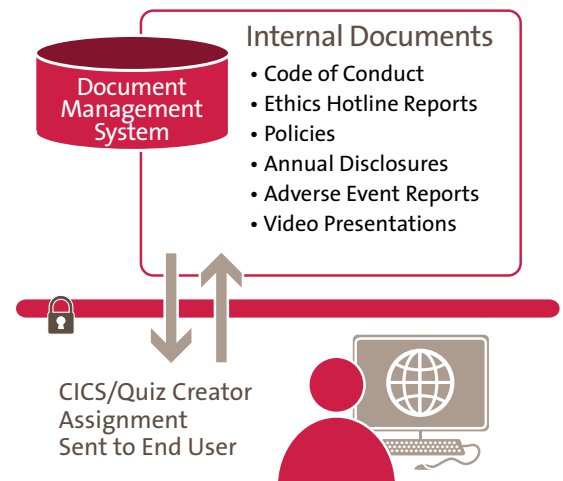 Internal Documents
Document
Management
System
• Code of Conduct
• Ethics Hotline Reports
• Policies
• Annual Disclosures
• Adverse Event Reports
• Video Presentations
CICS/Quiz Creator
Assignment
Sent to End User